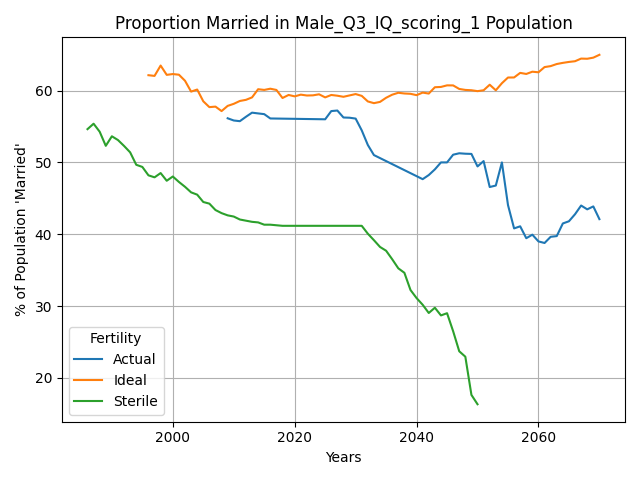 Proportion Married in Male_Q3_IQ_scoring_1 Population
% of Population 'Married'
60
50
40
30
20
Fertility
Actual
Ideal
Sterile
2000
2020
2040
2060
Years